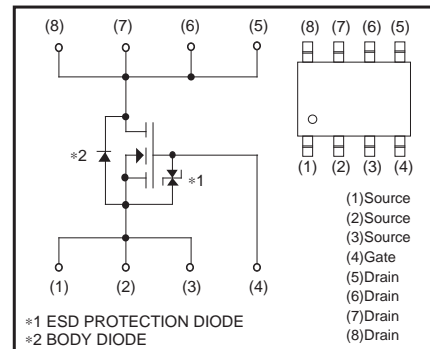 (8) (7) (6) (5)
(8) (7) (6) (5)
*2
*1
(1) (2) (3) (4)
(1) (2) (3) (4)
(1)Source
(2)Source
(3)Source
(4)Gate
(5)Drain
(6)Drain
(7)Drain
(8)Drain
*1 ESD PROTECTION DIODE
*2 BODY DIODE